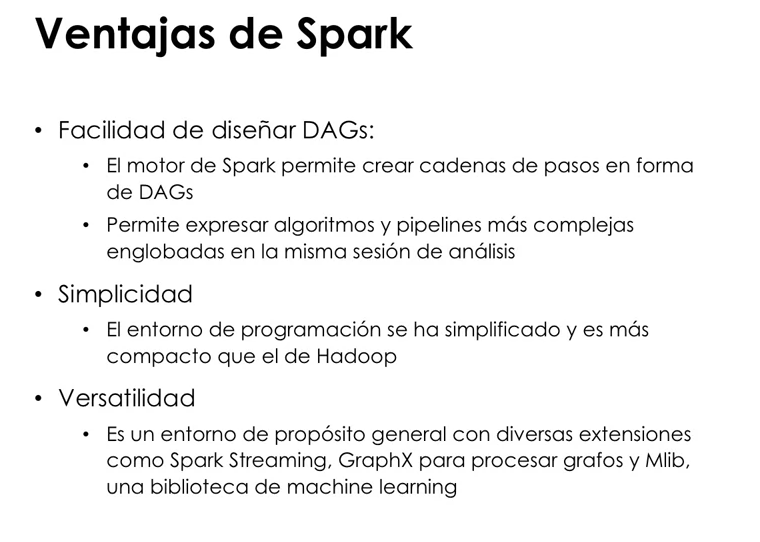 Ventajas de Spark
• Facilidad de diseñar DAGs:
• El motor de Spark permite crear cadenas de pasos en forma
de DAGs
• Permite expresar algoritmos y pipelines más complejas
englobadas en la misma sesión de análisis
• Simplicidad
• El entorno de programación se ha simplificado y es más
compacto que el de Hadoop
• Versatilidad
• Es un entorno de propósito general con diversas extensiones
como Spark Streaming, GraphX para procesar grafos y Mlib,
una biblioteca de machine learning